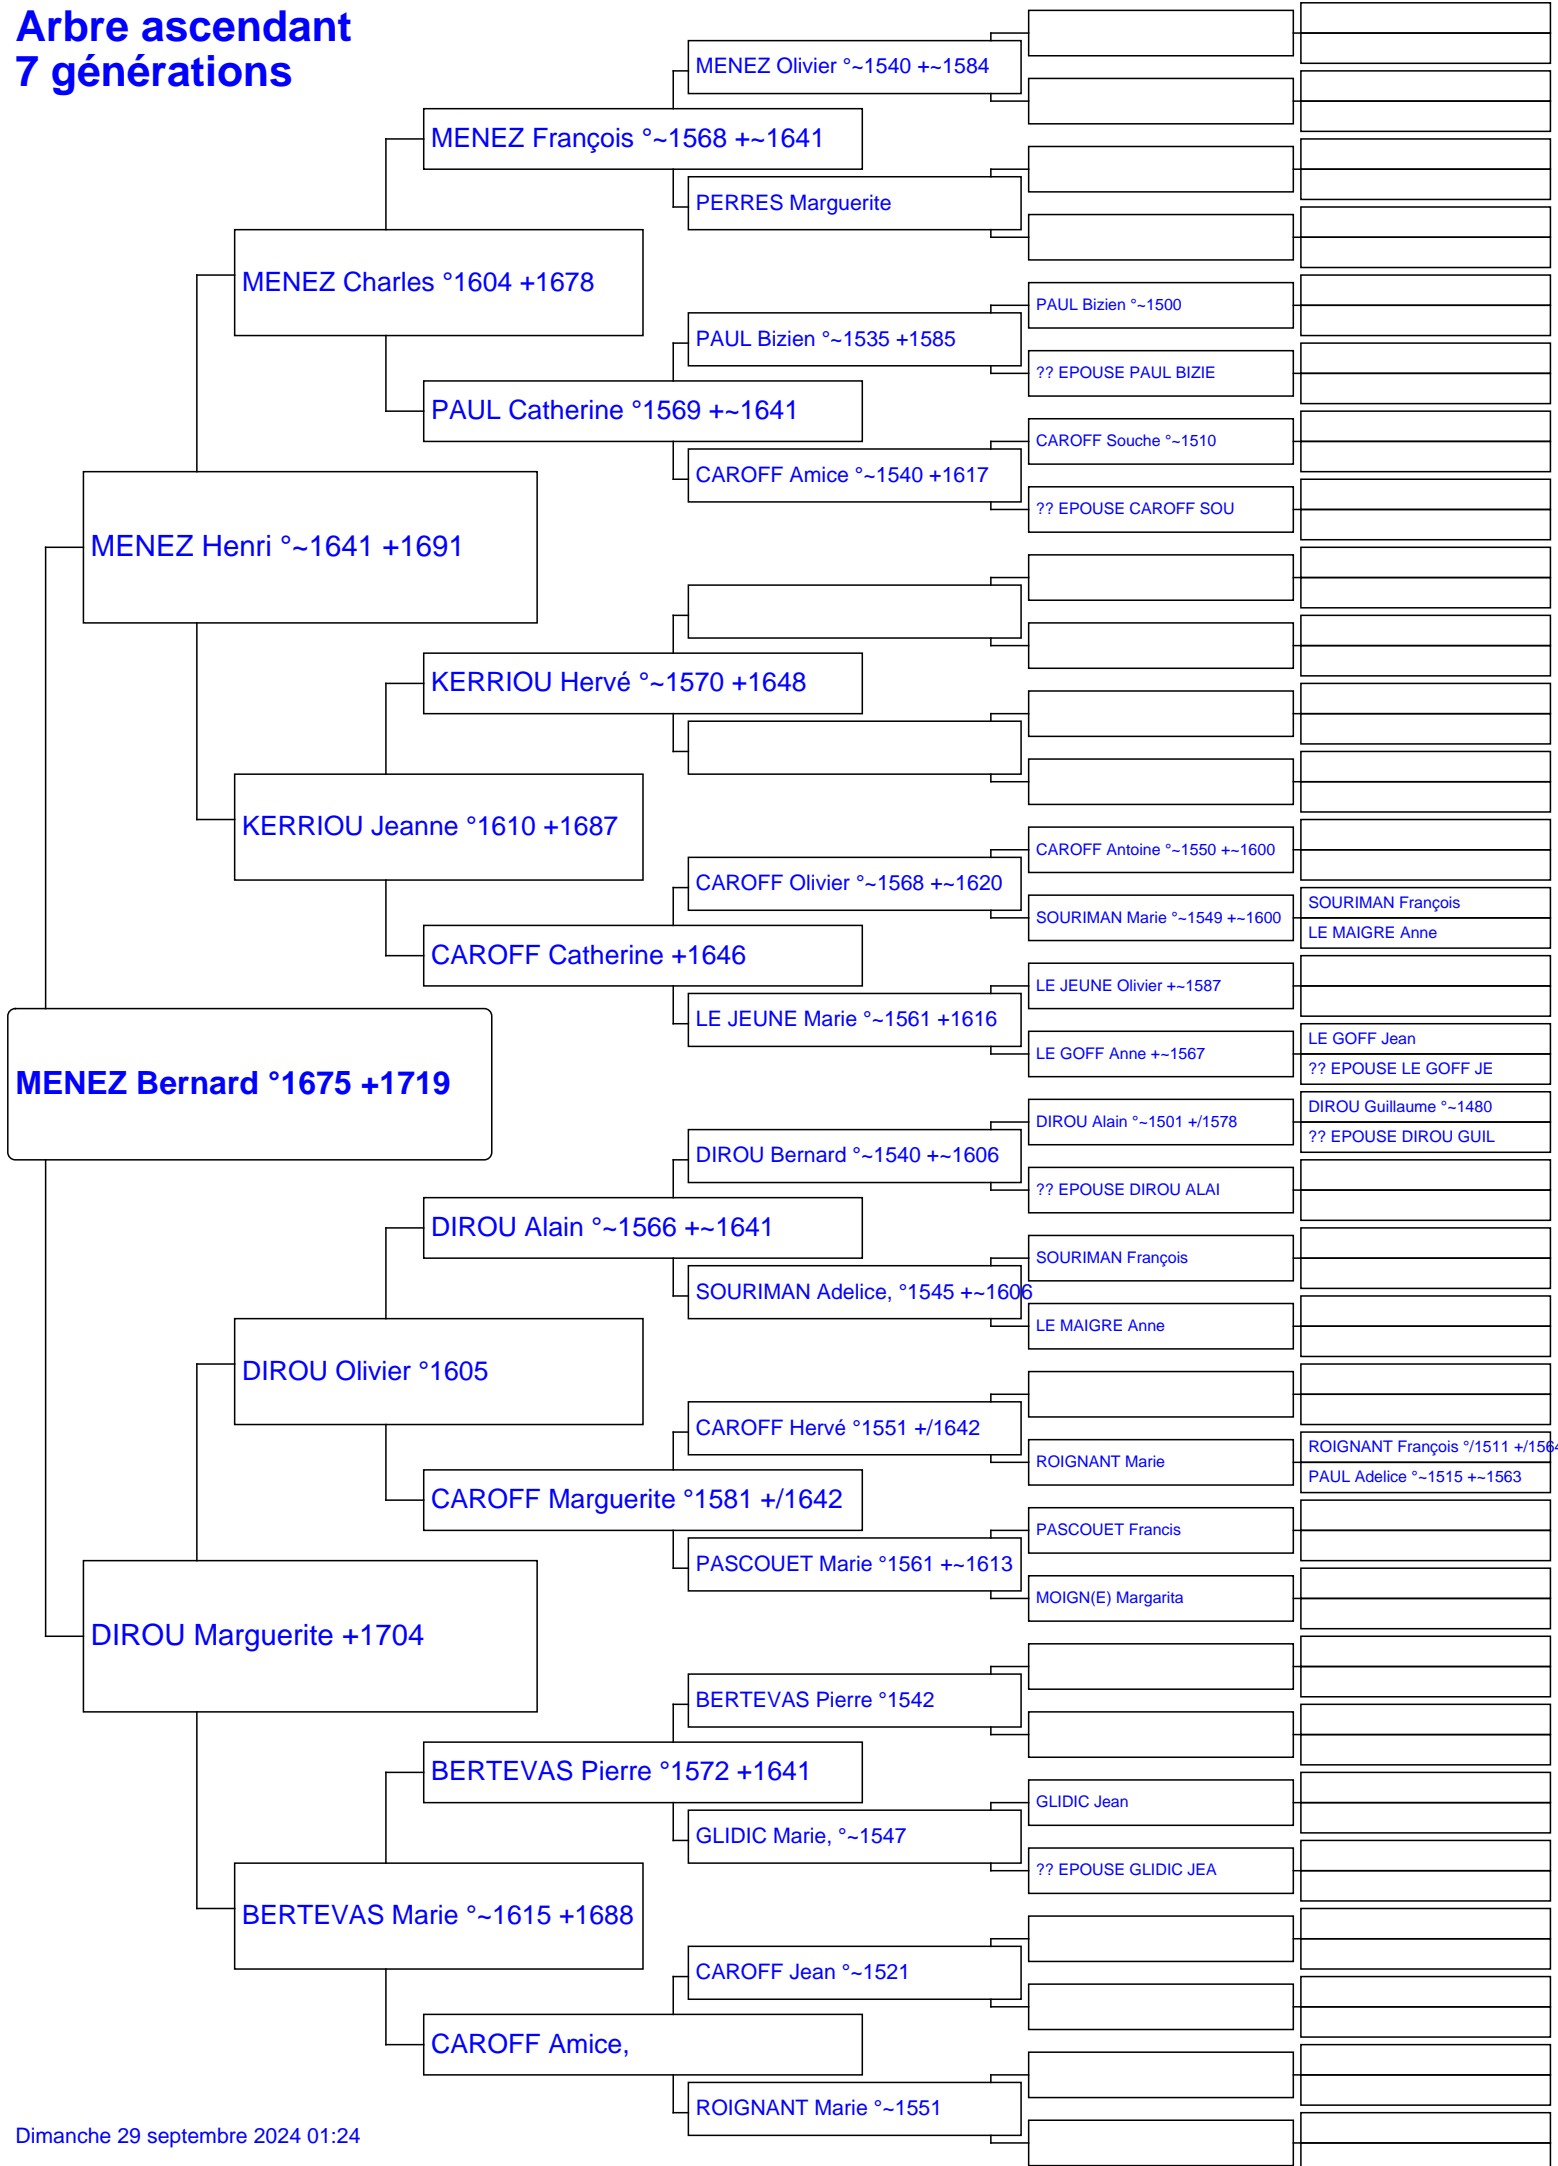 Arbre ascendant
7 générations
MENEZ Olivier °~1540 +~1584
MENEZ François °~1568 +~1641
PERRES Marguerite
MENEZ Charles °1604 +1678
PAUL Bizien °~1500
PAUL Bizien °~1535 +1585
?? EPOUSE PAUL BIZIE
PAUL Catherine °1569 +~1641
CAROFF Souche °~1510
CAROFF Amice °~1540 +1617
?? EPOUSE CAROFF SOU
MENEZ Henri °~1641 +1691
KERRIOU Hervé °~1570 +1648
KERRIOU Jeanne °1610 +1687
CAROFF Antoine °~1550 +~1600
CAROFF Olivier °~1568 +~1620
SOURIMAN François
SOURIMAN Marie °~1549 +~1600
LE MAIGRE Anne
CAROFF Catherine +1646
LE JEUNE Olivier +~1587
LE JEUNE Marie °~1561 +1616
LE GOFF Jean
LE GOFF Anne +~1567
?? EPOUSE LE GOFF JE
MENEZ Bernard °1675 +1719
DIROU Guillaume °~1480
DIROU Alain °~1501 +/1578
?? EPOUSE DIROU GUIL
DIROU Bernard °~1540 +~1606
?? EPOUSE DIROU ALAI
DIROU Alain °~1566 +~1641
SOURIMAN François
SOURIMAN Adelice, °1545 +~1606
LE MAIGRE Anne
DIROU Olivier °1605
CAROFF Hervé °1551 +/1642
ROIGNANT François °/1511 +/1564
ROIGNANT Marie
PAUL Adelice °~1515 +~1563
CAROFF Marguerite °1581 +/1642
PASCOUET Francis
PASCOUET Marie °1561 +~1613
MOIGN(E) Margarita
DIROU Marguerite +1704
BERTEVAS Pierre °1542
BERTEVAS Pierre °1572 +1641
GLIDIC Jean
GLIDIC Marie, °~1547
?? EPOUSE GLIDIC JEA
BERTEVAS Marie °~1615 +1688
CAROFF Jean °~1521
CAROFF Amice,
ROIGNANT Marie °~1551
Dimanche 29 septembre 2024 01:24